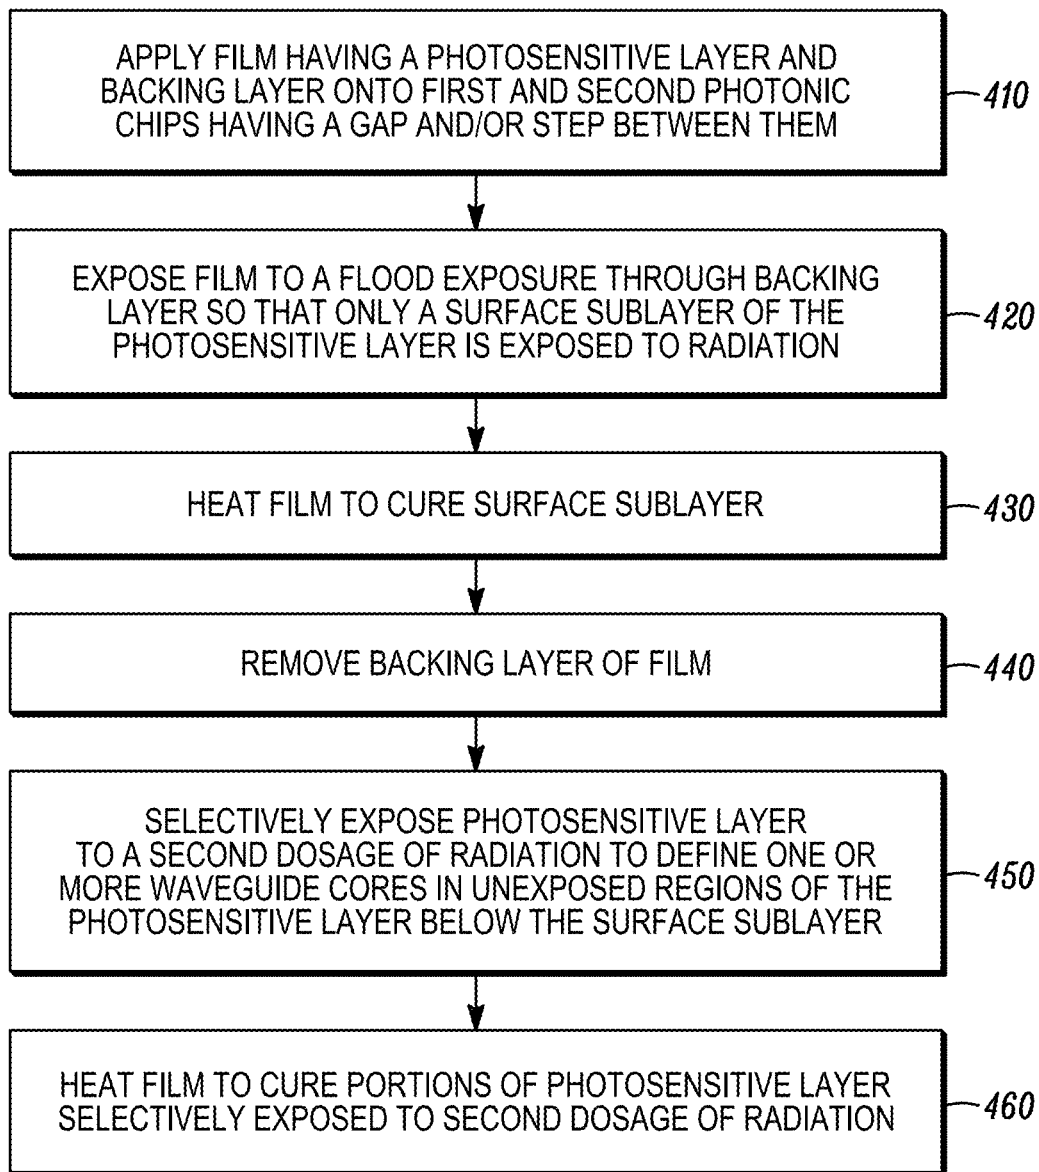 APPLY FILM HAVING A PHOTOSENSITIVE LAYER AND
BACKING LAYER ONTO FIRST AND SECOND PHOTONIC
CHIPS HAVING A GAP AND/OR STEP BETWEEN THEM
410
EXPOSE FILM TO A FLOOD EXPOSURE THROUGH BACKING
LAYER SO THAT ONLY A SURFACE SUBLAYER OF THE
PHOTOSENSITIVE LAYER IS EXPOSED TO RADIATION
420
HEAT FILM TO CURE SURFACE SUBLAYER
430
REMOVE BACKING LAYER OF FILM
440
SELECTIVELY EXPOSE PHOTOSENSITIVE LAYER
TO A SECOND DOSAGE OF RADIATION TO DEFINE ONE OR
MORE WAVEGUIDE CORES IN UNEXPOSED REGIONS OF THE
PHOTOSENSITIVE LAYER BELOW THE SURFACE SUBLAYER
450
HEAT FILM TO CURE PORTIONS OF PHOTOSENSITIVE LAYER
SELECTIVELY EXPOSED TO SECOND DOSAGE OF RADIATION
460